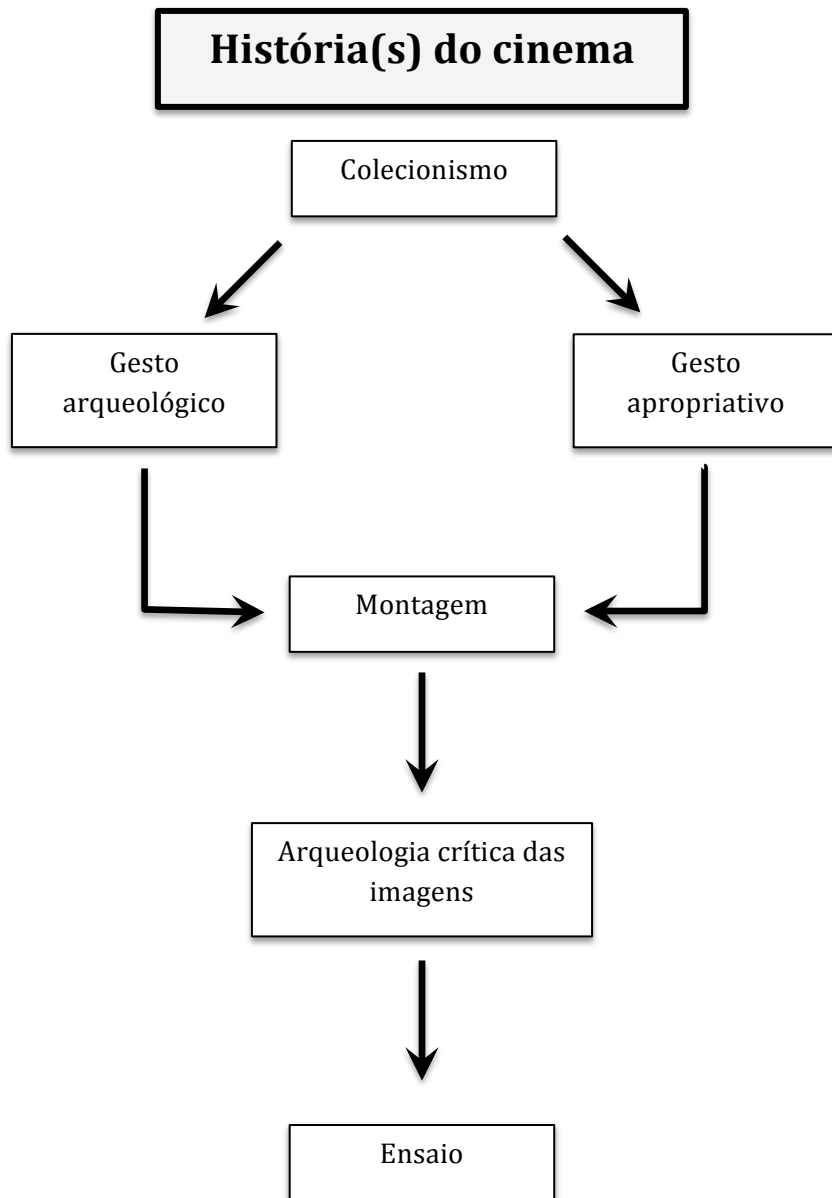 História(s) do cinema
Colecionismo
Gesto
arqueológico
Gesto
apropriativo
Montagem
Arqueologia crítica das
imagens
Ensaio